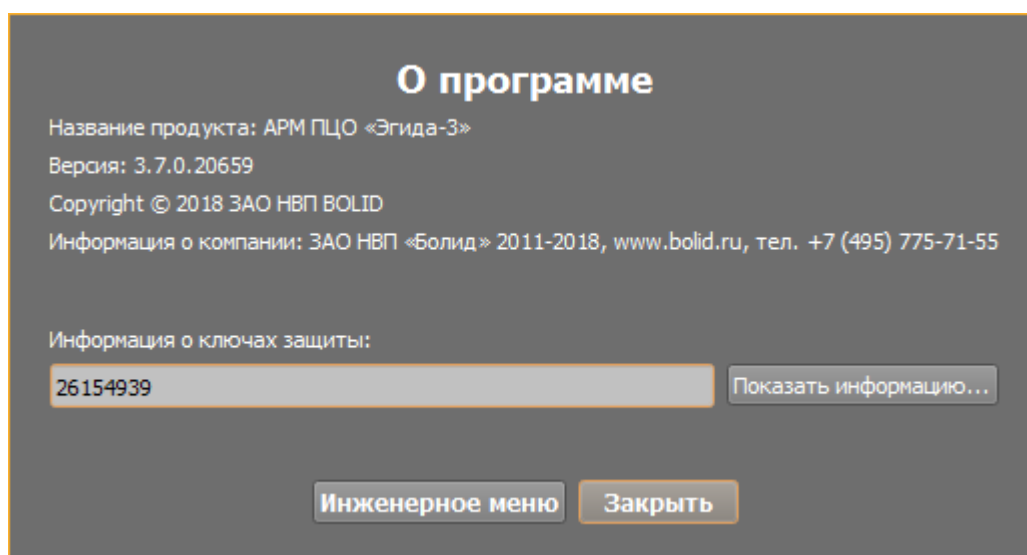 О программе
Название продукта: АРМ ПЦО «Эгида-3»
Версия: 3.7.0.20659
Copyright © 2018 ЗАО НВП BOLID
Информация о компании: ЗАО НВП «Болид» 2011-2018, www.bolid.ru, тел. +7 (495) 775-71-55
Информация о ключах защиты:
26154939 Показать информацию...
Инженерное меню Закрыть